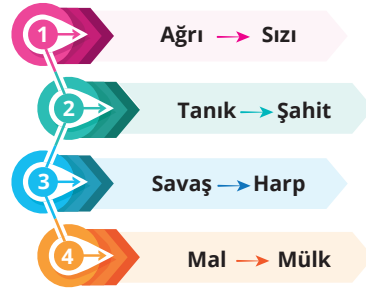 1 Ağrı → Sızı
2 Tanık → Şahit
3 Savaş → Harp
4 Mal → Mülk